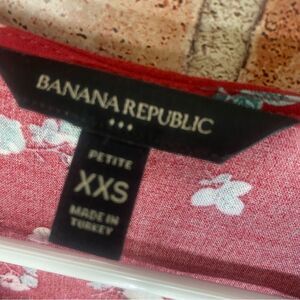 BANANA REPUBLIC
PETITE
XXS
MADE IN
TURKEY